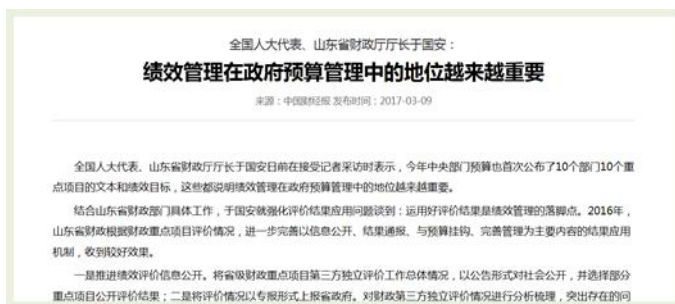 全国人大代表、山东省财政厅厅长于国安：
绩效管理在政府预算管理中的地位越来越重要
来源：中国财经报 发布时间：2017-03-09
全国人大代表、山东省财政厅厅长于国安日前在接受记者采访时表示，今年中央部门预算也首次公布了10个部门10个重
点项目的文本和绩效目标，这些都说明绩效管理在政府预算管理中的地位越来越重要。
结合山东省财政部门具体工作，于国安就强化评价结果应用问题谈到：运用好评价结果是绩效管理的落脚点。2016年，
山东省财政根据财政重点项目评价情况，进一步完善以信息公开、结果通报、与预算挂钩、完善管理为主要内容的结果应用
机制，收到较好效果。
一是推进绩效评价信息公开。将省级财政重点项目第三方独立评价工作总体情况，以公告形式对社会公开，并选择部分
重点项目公开评价结果；二是将评价情况以专报形式上报省政府。对财政第三方独立评价情况进行分析梳理，突出存在的问